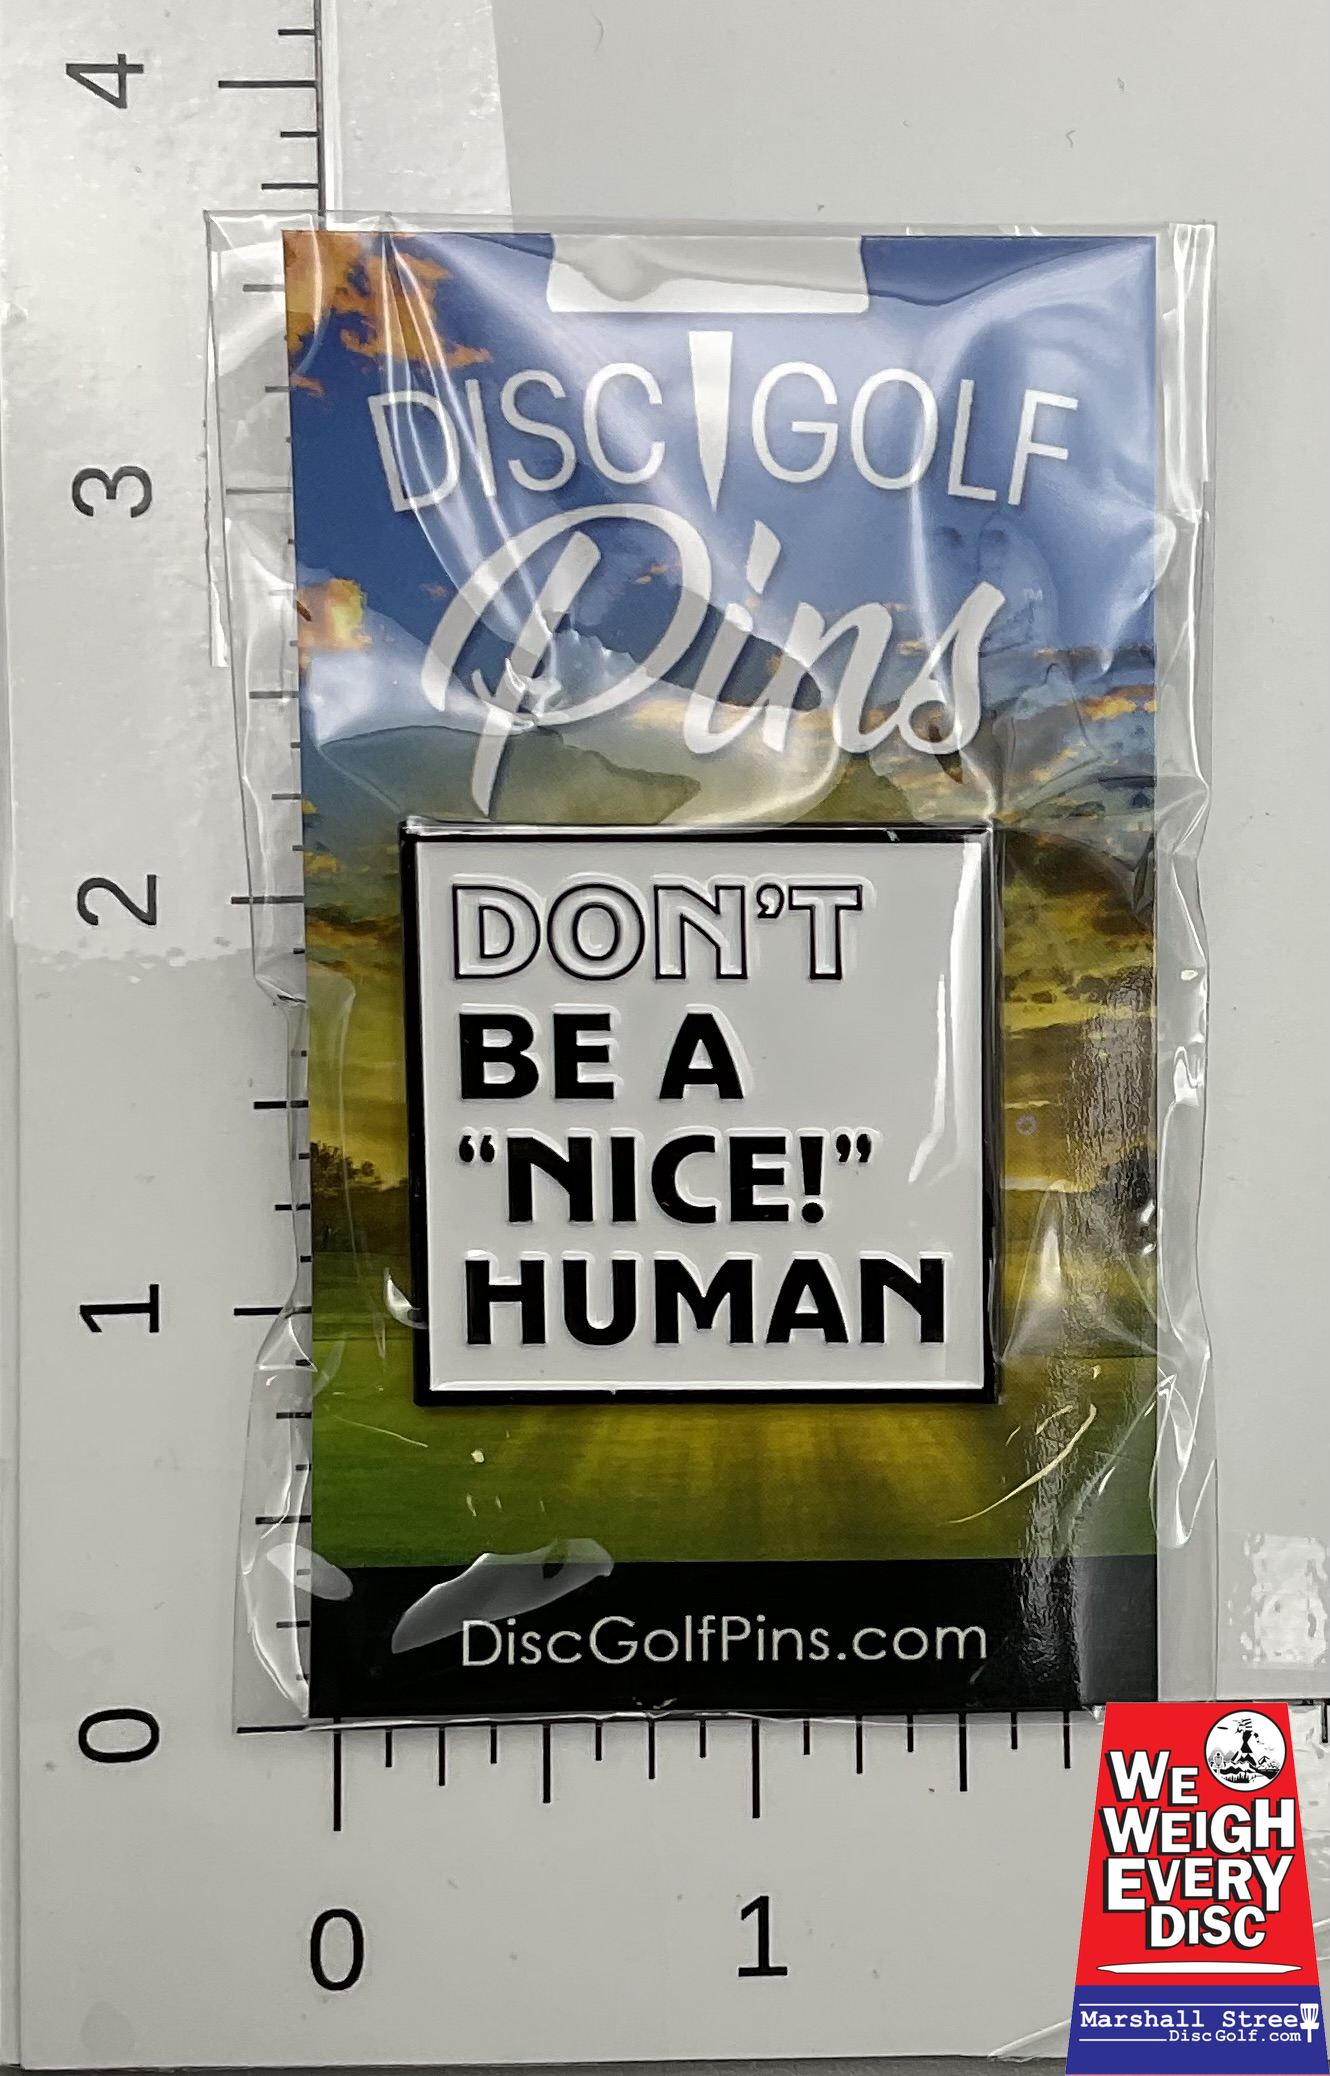 4
3
2
1
0
0
1
DISC GOLF
Pins
DON'T
BE A
“NICE!”
HUMAN
DiscGolfPins.com
WE
WEIGH
EVERY
DISC
Marshall Stree
DiscGolf.com